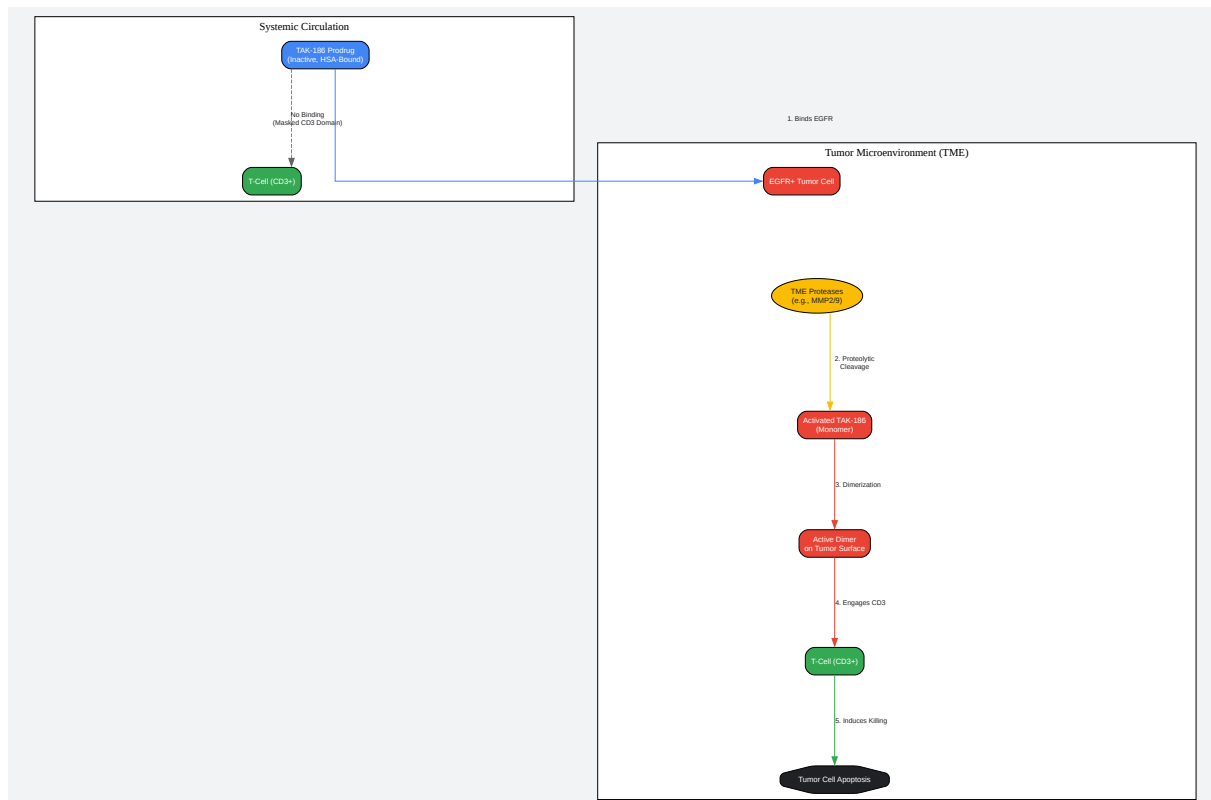 Systemic Circulation
TAK-186 Prodrug
(Inactive, HSA-Bound)
No Binding
(Masked CD3 Domain)
T-Cell (CD3+)
1. Binds EGFR
Tumor Microenvironment (TME)
EGFR+ Tumor Cell
TME Proteases
(e.g., MMP2/9)
2. Proteolytic
Cleavage
Activated TAK-186
(Monomer)
3. Dimerization
Active Dimer
on Tumor Surface
4. Engages CD3
T-Cell (CD3+)
5. Induces Killing
Tumor Cell Apoptosis